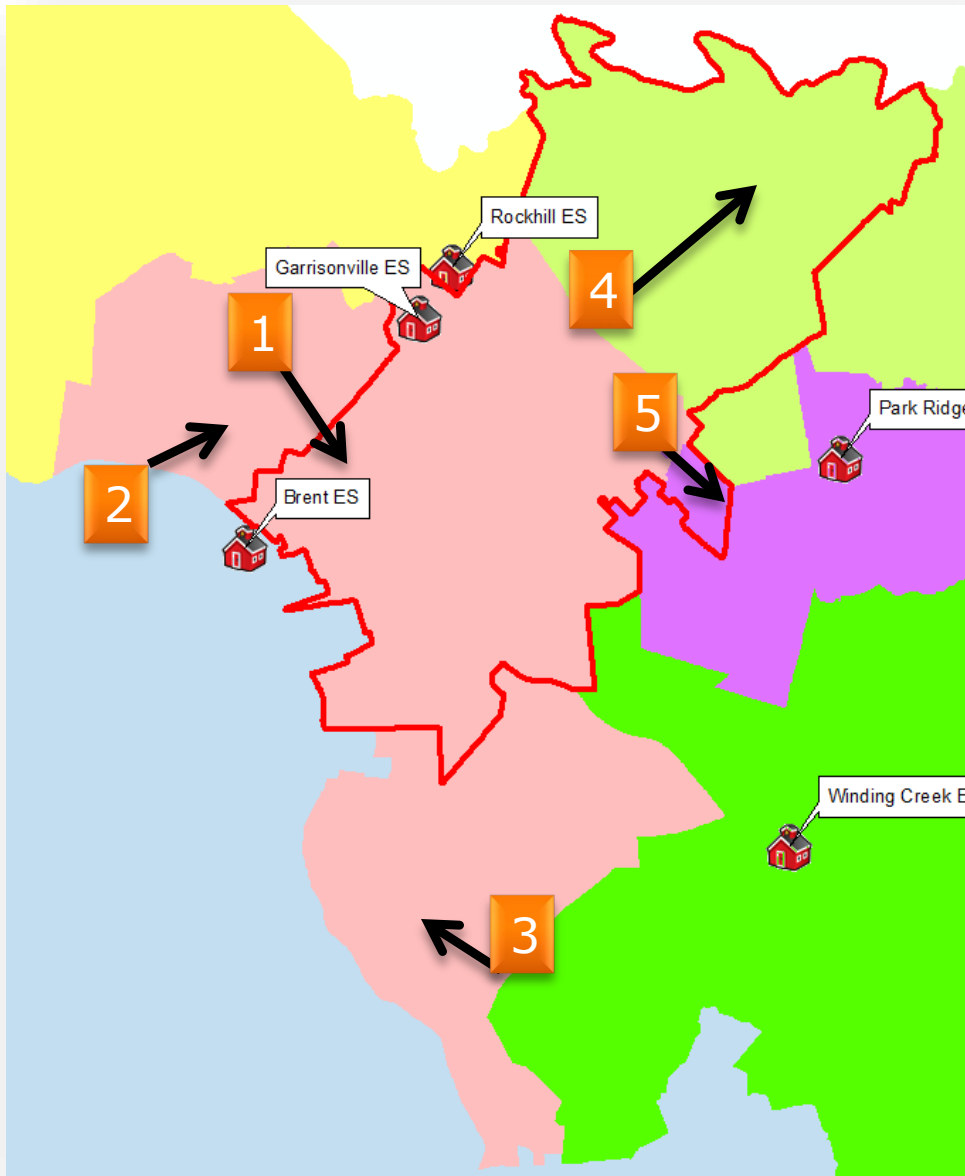 Rockhill ES
Garrisonville ES
4
1
5
Park Ridge
2
Brent ES
Winding Creek E
3